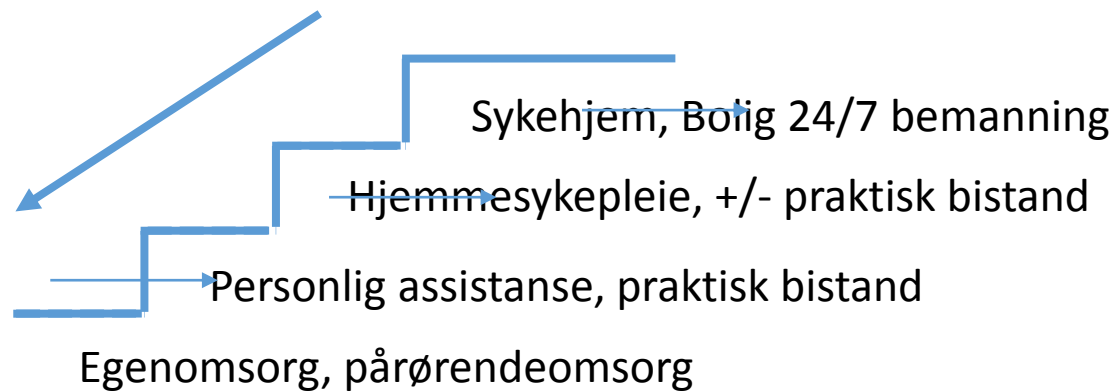 Sykehjem, Bolig 24/7 bemanning
Hjemmesykepleie, +/- praktisk bistand
Personlig assistanse, praktisk bistand
Egenomsorg, pårørendeomsorg